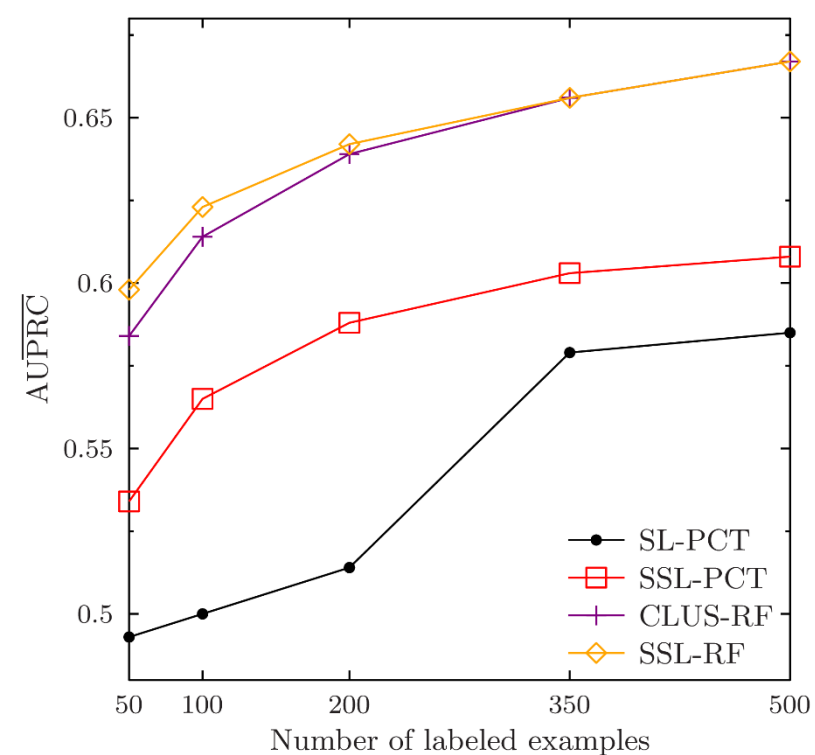 0.65
0.6
0.55
0.5
AUPRC
SL-PCT
SSL-PCT
CLUS-RF
SSL-RF
50 100 200 350 500
Number of labeled examples